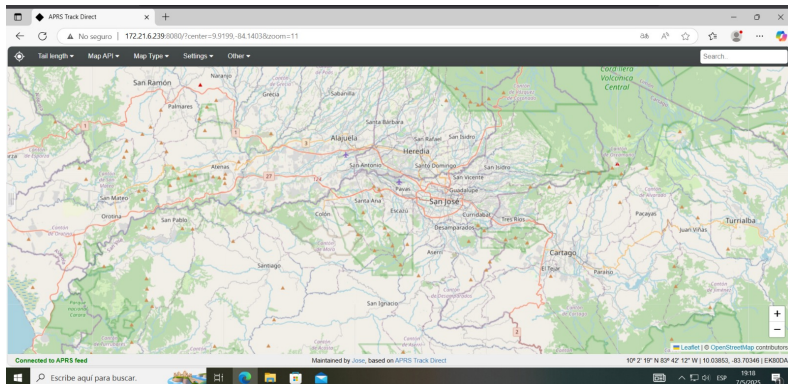 APRS Track Direct
No seguro | 172.21.6.239:8080/?center=9.9199,-84.1403&zoom=11
Tail length Map API Map Type Settings Other Search...
San Ramón
Naranjo
Grecia
Sabanilla
Cordillera Volcánica Central
Palmares
Santa Bárbara
Alajuela
San Rafael
San Isidro
Heredia
Atenas
San Antonio
Santo Domingo
San Isidro
27
Pavas
San Vicente
Guadalupe
San Mateo
Santa Ana
San José
Orotina
San Pablo
Colón
Escazú
Curridabat
Tres Ríos
Pacayas
Turrialba
Desamparados
Juan Viñas
Aserrí
Cartago
Santiago
El Tejar
Paraíso
San Ignacio
2
+
−
Leaflet | © OpenStreetMap contributors
Connected to APRS feed Maintained by Jose, based on APRS Track Direct 10º 2' 19" N 83º 42' 12" W | 10.03853, -83.70346 | EK80DA
Escribe aquí para buscar. ESP 19:18
7/5/2025